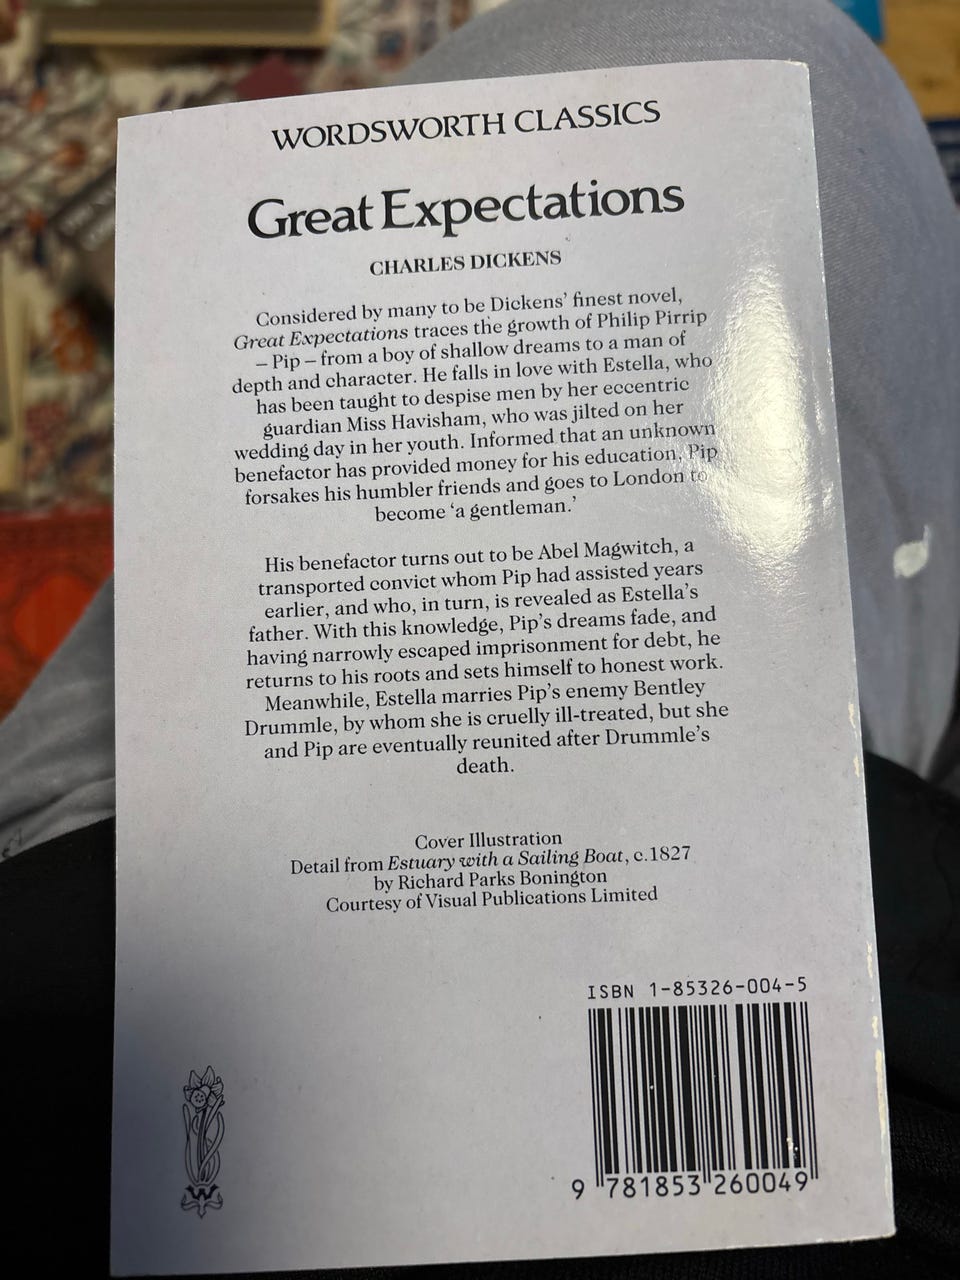 WORDSWORTH CLASSICS
Great Expectations
CHARLES DICKENS
Considered by many to be Dickens' finest novel,
Great Expectations traces the growth of Philip Pirrip
– Pip – from a boy of shallow dreams to a man of
depth and character. He falls in love with Estella, who
has been taught to despise men by her eccentric
guardian Miss Havisham, who was jilted on her
wedding day in her youth. Informed that an unknown
benefactor has provided money for his education, Pip
forsakes his humbler friends and goes to London to
become 'a gentleman.'
His benefactor turns out to be Abel Magwitch, a
transported convict whom Pip had assisted years
earlier, and who, in turn, is revealed as Estella's
father. With this knowledge, Pip's dreams fade, and
having narrowly escaped imprisonment for debt, he
returns to his roots and sets himself to honest work.
Meanwhile, Estella marries Pip's enemy Bentley
Drummle, by whom she is cruelly ill-treated, but she
and Pip are eventually reunited after Drummle's
death.
Cover Illustration
Detail from Estuary with a Sailing Boat, c.1827
by Richard Parks Bonington
Courtesy of Visual Publications Limited
ISBN 1-85326-004-5
9 781853 260049
W